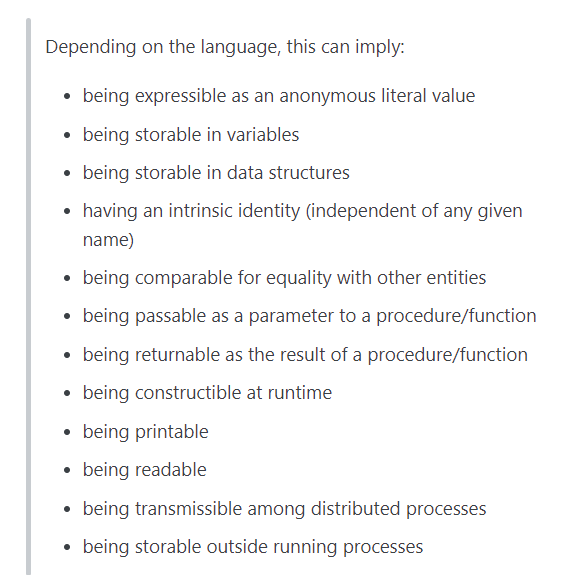 Depending on the language, this can imply:
• being expressible as an anonymous literal value
• being storable in variables
• being storable in data structures
• having an intrinsic identity (independent of any given
name)
• being comparable for equality with other entities
• being passable as a parameter to a procedure/function
• being returnable as the result of a procedure/function
• being constructible at runtime
• being printable
• being readable
• being transmissible among distributed processes
• being storable outside running processes